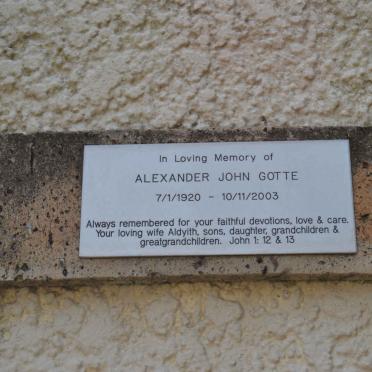 In Loving Memory of
ALEXANDER JOHN GOTTE
7/1/1920 - 10/11/2003
Always remembered for your faithful devotions, love & care.
Your loving wife Aldyith, sons, daughter, grandchildren &
greatgrandchildren. John 1: 12 & 13